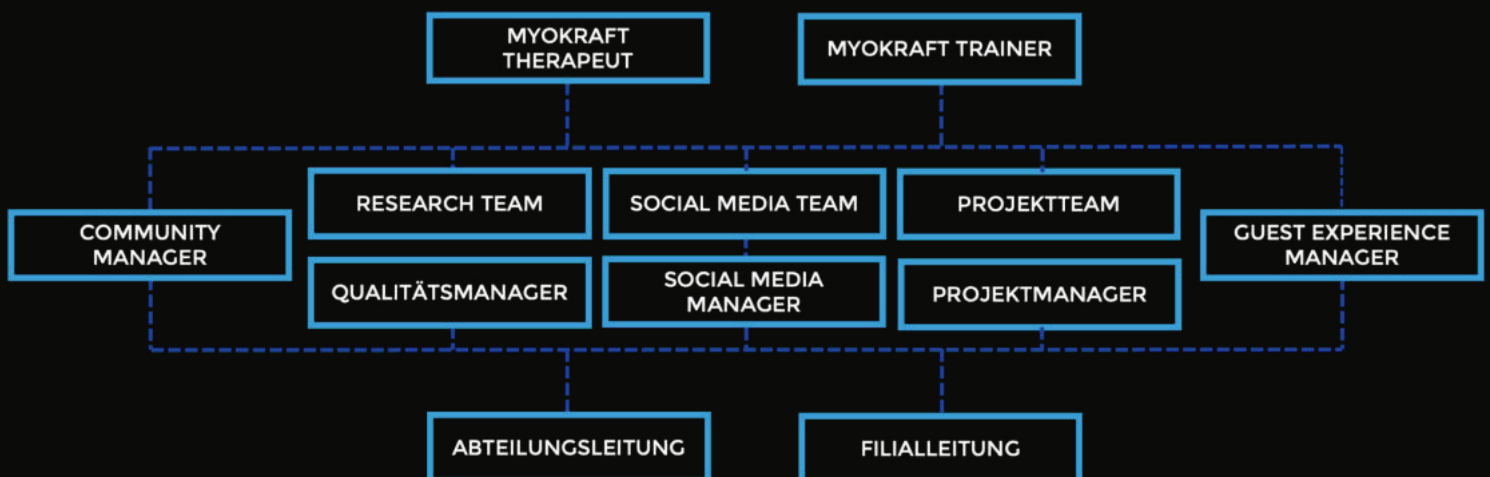 MYOKRAFT
THERAPEUT
MYOKRAFT TRAINER
RESEARCH TEAM
SOCIAL MEDIA TEAM
PROJEKTTEAM
COMMUNITY
MANAGER
GUEST EXPERIENCE
MANAGER
QUALITÄTSMANAGER
SOCIAL MEDIA
MANAGER
PROJEKTMANAGER
ABTEILUNGSLEITUNG
FILIALLEITUNG